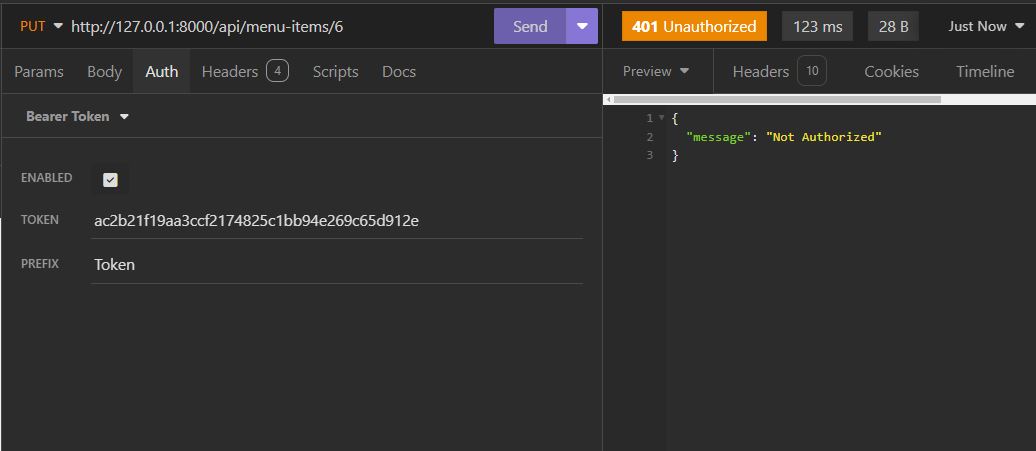 PUT http://127.0.0.1:8000/api/menu-items/6 Send
Params Body Auth Headers 4 Scripts Docs
Bearer Token
ENABLED
TOKEN ac2b21f19aa3ccf2174825c1bb94e269c65d912e
PREFIX Token
401 Unauthorized 123 ms 28 B Just Now
Preview Headers 10 Cookies Timeline
1 {
2 "message": "Not Authorized"
3 }